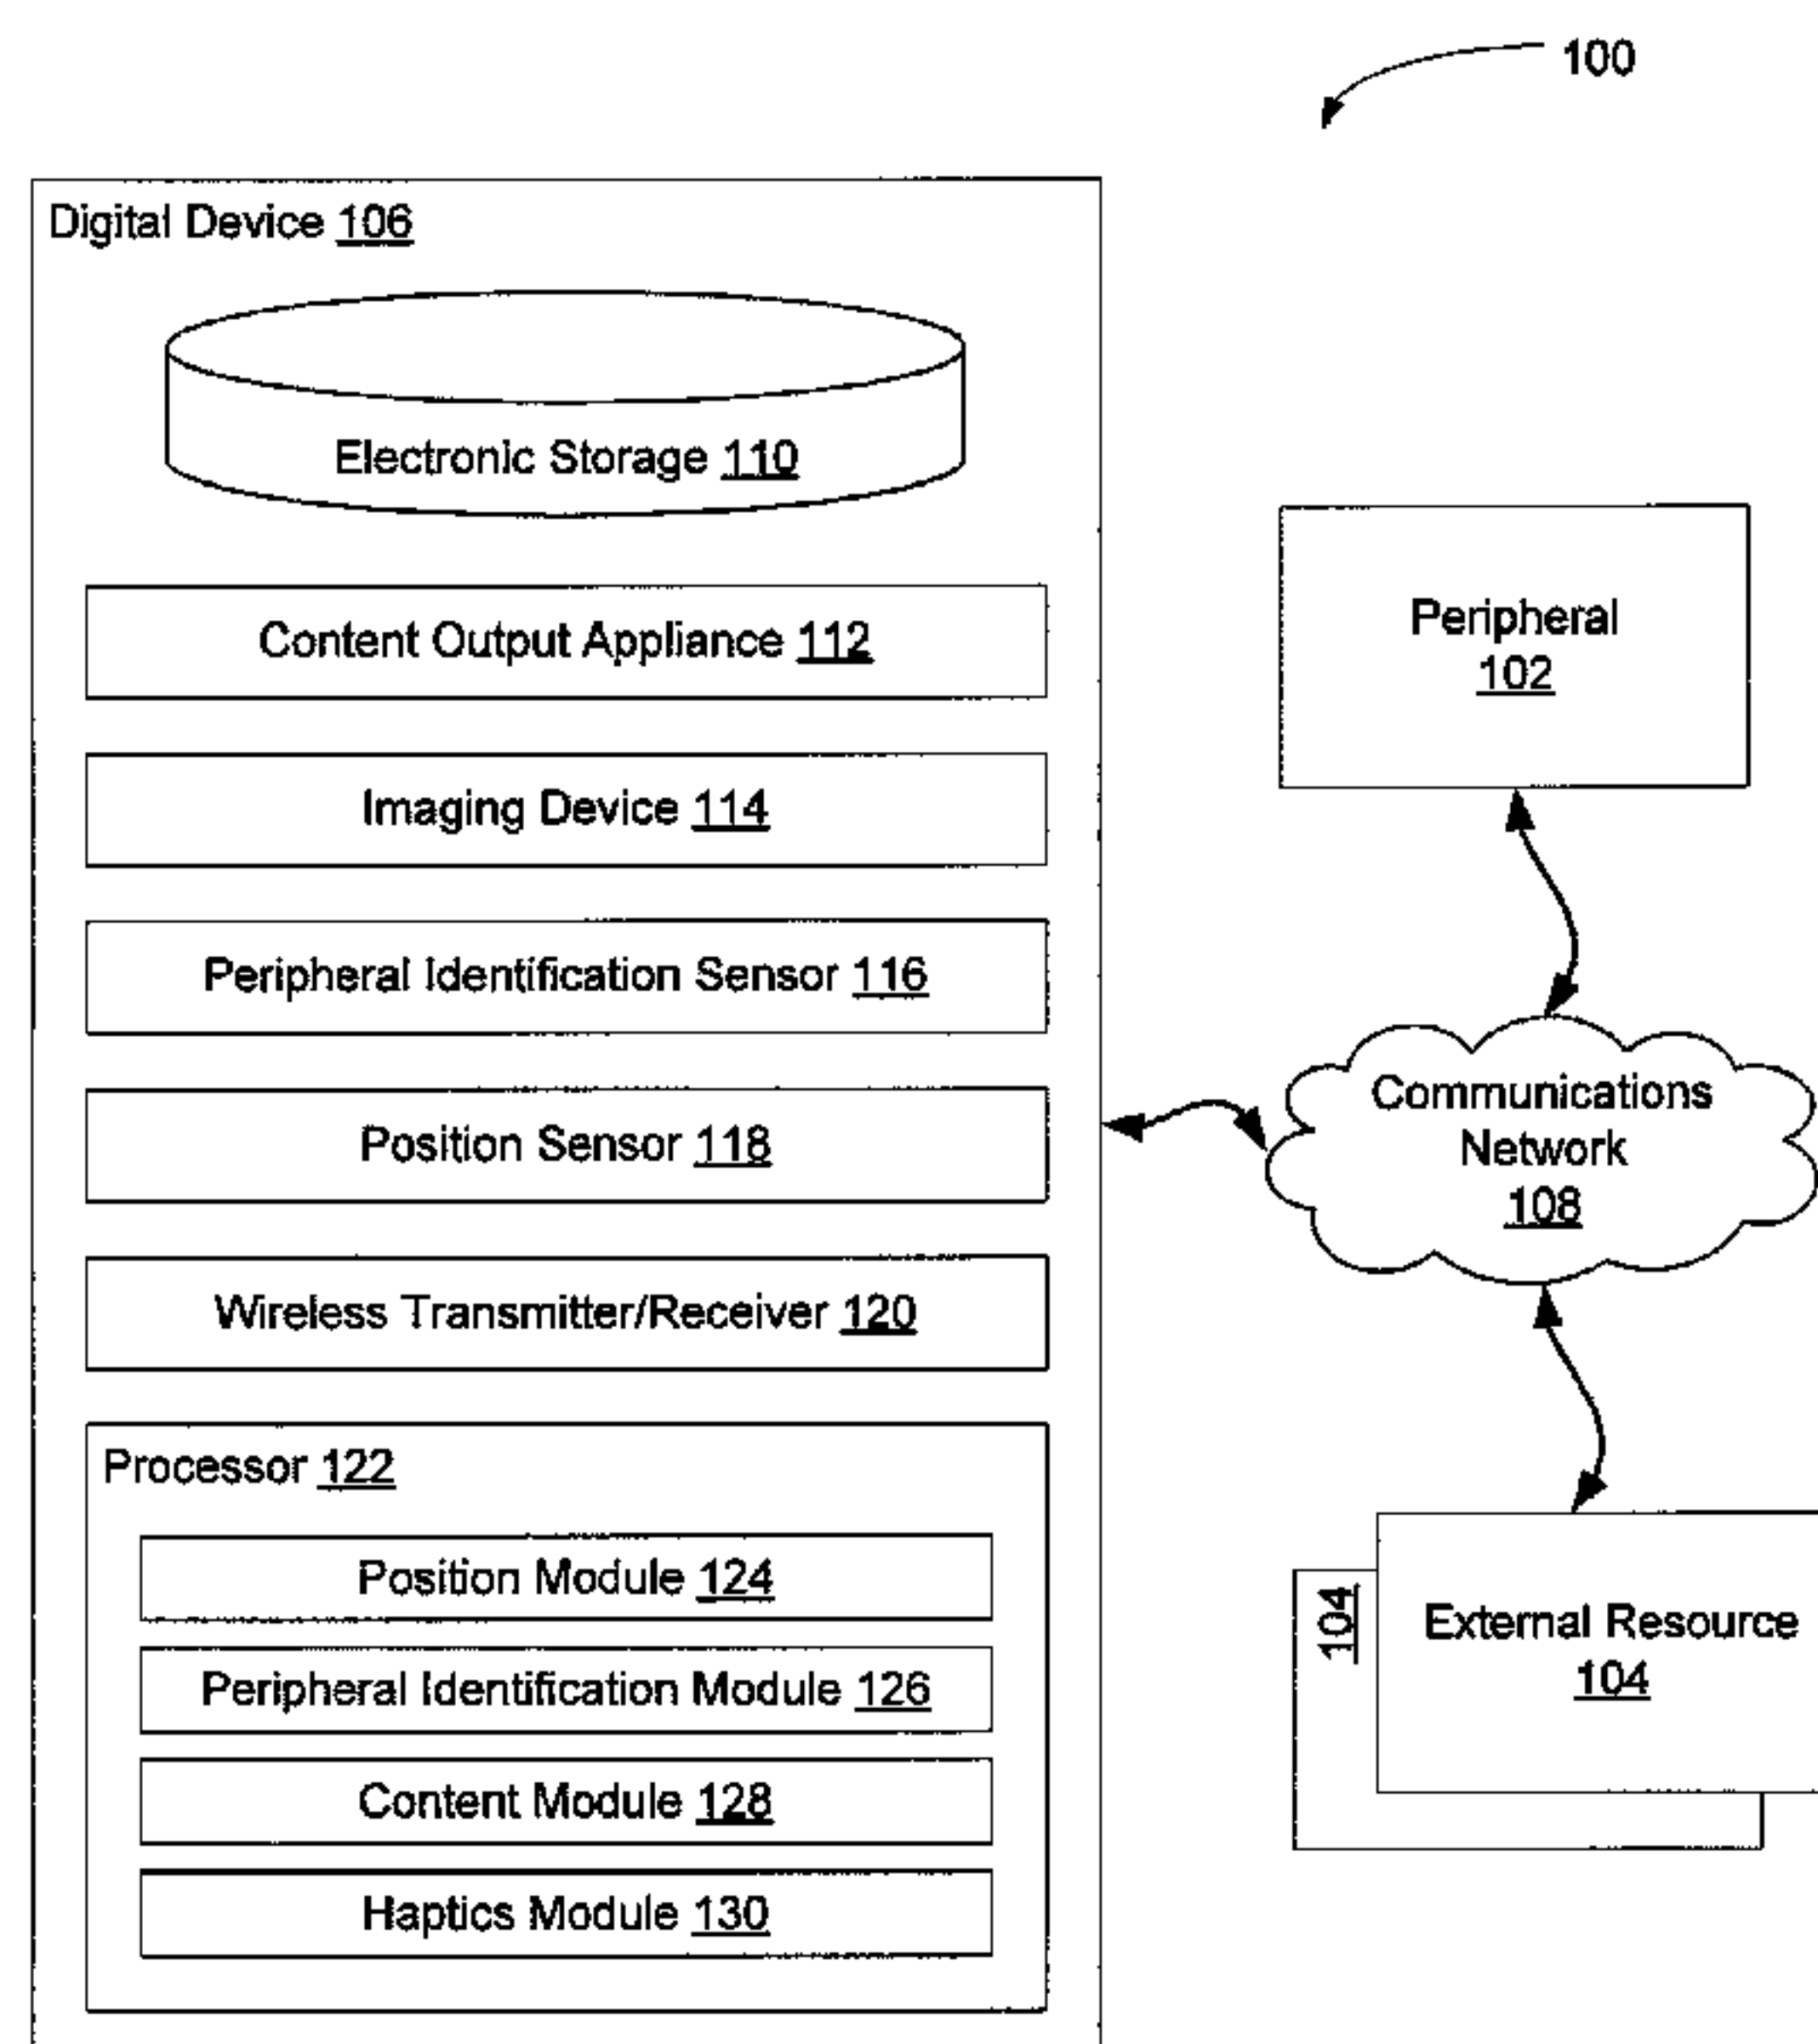 100
Digital Device 106
Electronic Storage 110
Content Output Appliance 112
Imaging Device 114
Peripheral Identification Sensor 116
Position Sensor 118
Wireless Transmitter/Receiver 120
Processor 122
Position Module 124
Peripheral Identification Module 126
Content Module 128
Haptics Module 130
Peripheral
102
Communications
Network
108
104
External Resource
104